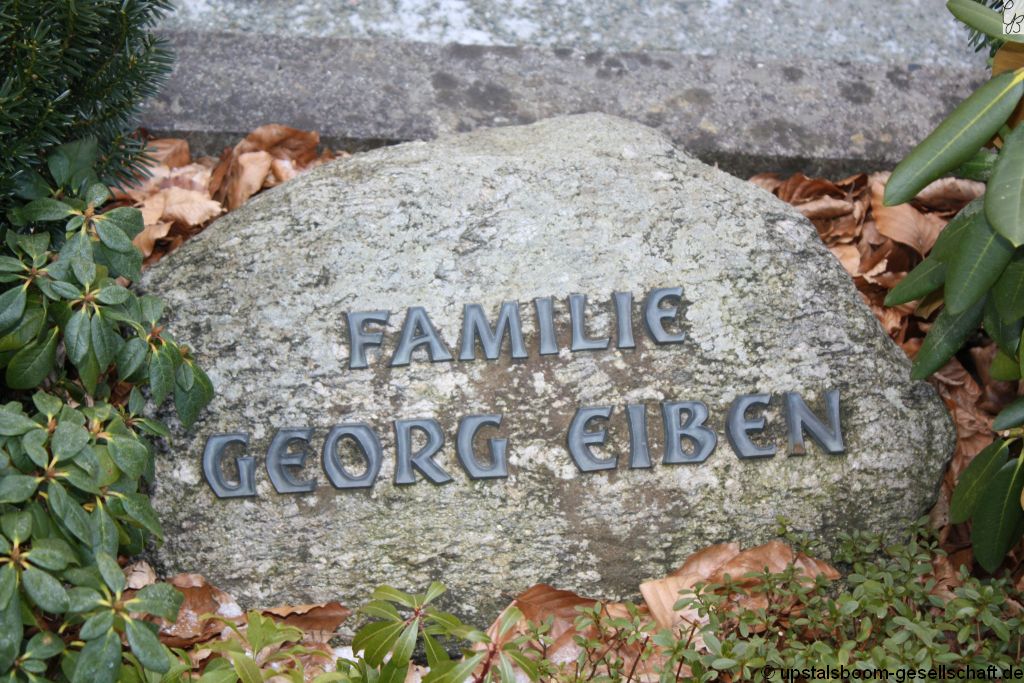 FAMILIE
GEORG EIBEN
© upstalsboom-gesellschaft.de